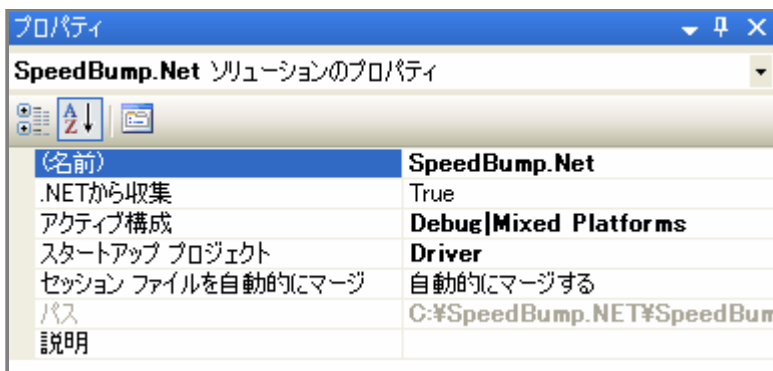 プロパティ
SpeedBump.Net ソリューションのプロパティ
(名前) SpeedBump.Net
.NETから収集 True
アクティブ構成 Debug|Mixed Platforms
スタートアップ プロジェクト Driver
セッション ファイルを自動的にマージ 自動的にマージする
パス C:¥SpeedBump.NET¥SpeedBum
説明